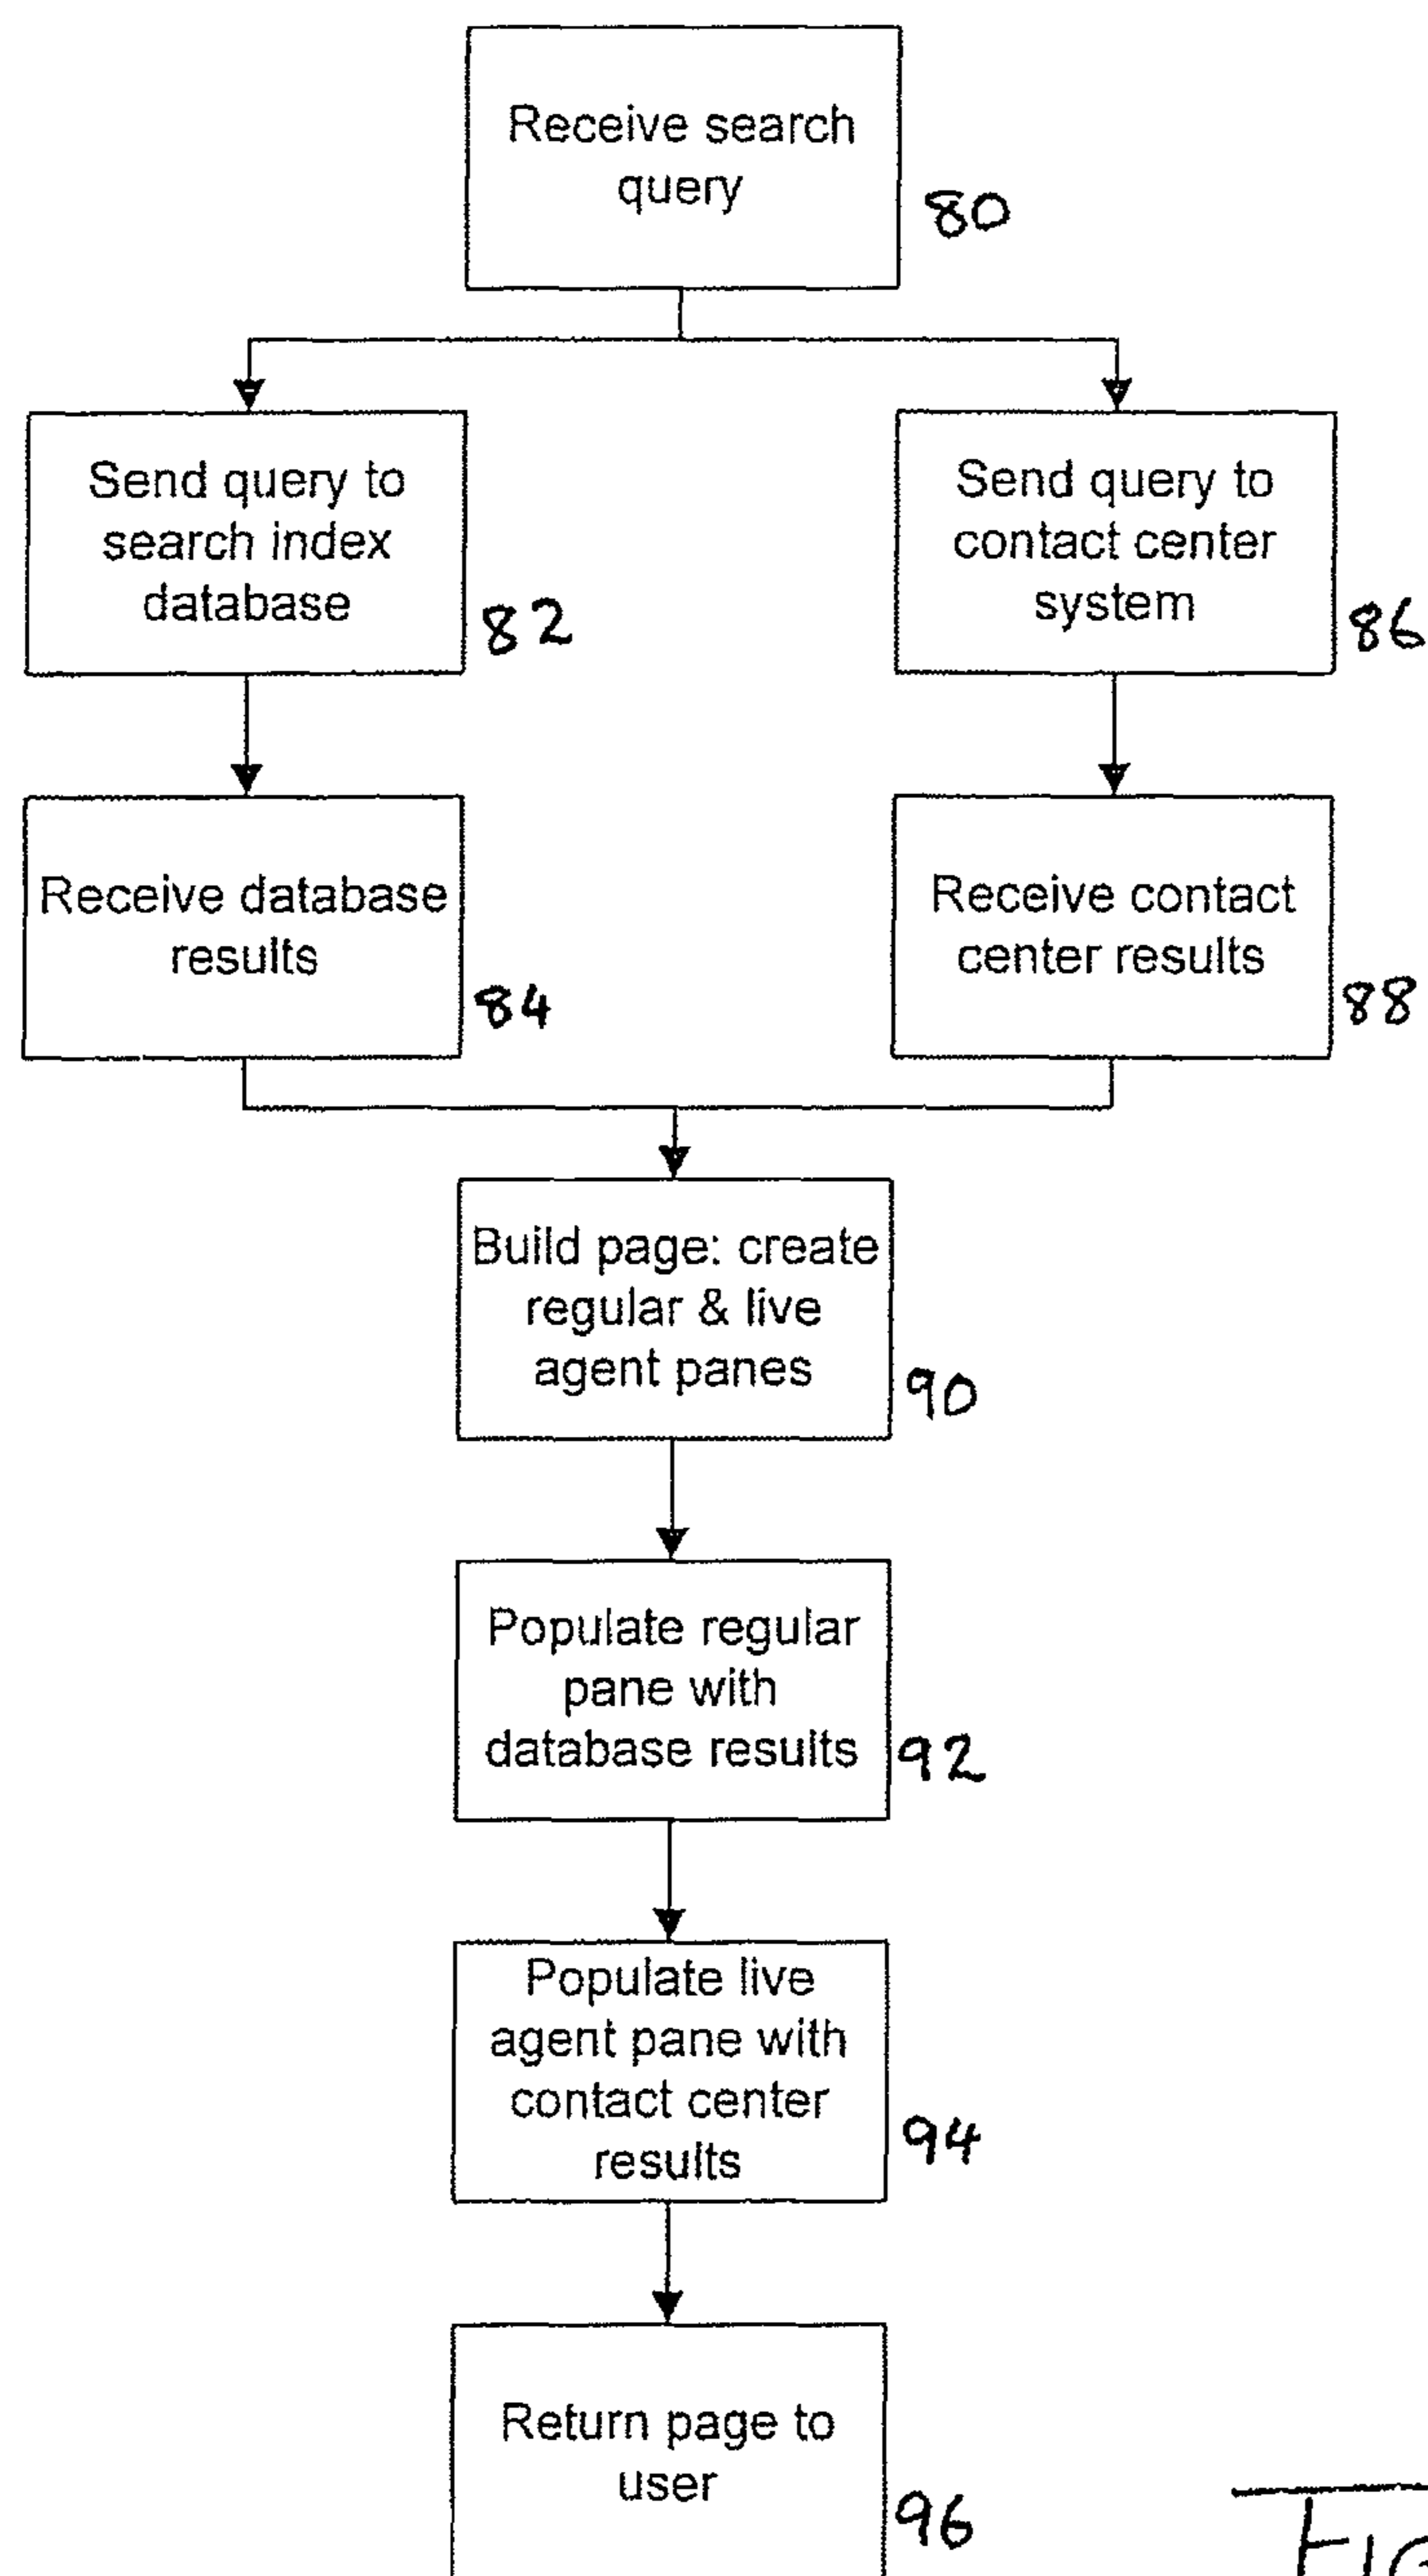 Receive search
query
80
Send query to
search index
database
82
Send query to
contact center
system
86
Receive database
results
84
Receive contact
center results
88
Build page: create
regular & live
agent panes
90
Populate regular
pane with
database results
92
Populate live
agent pane with
contact center
results
94
Return page to
user
96